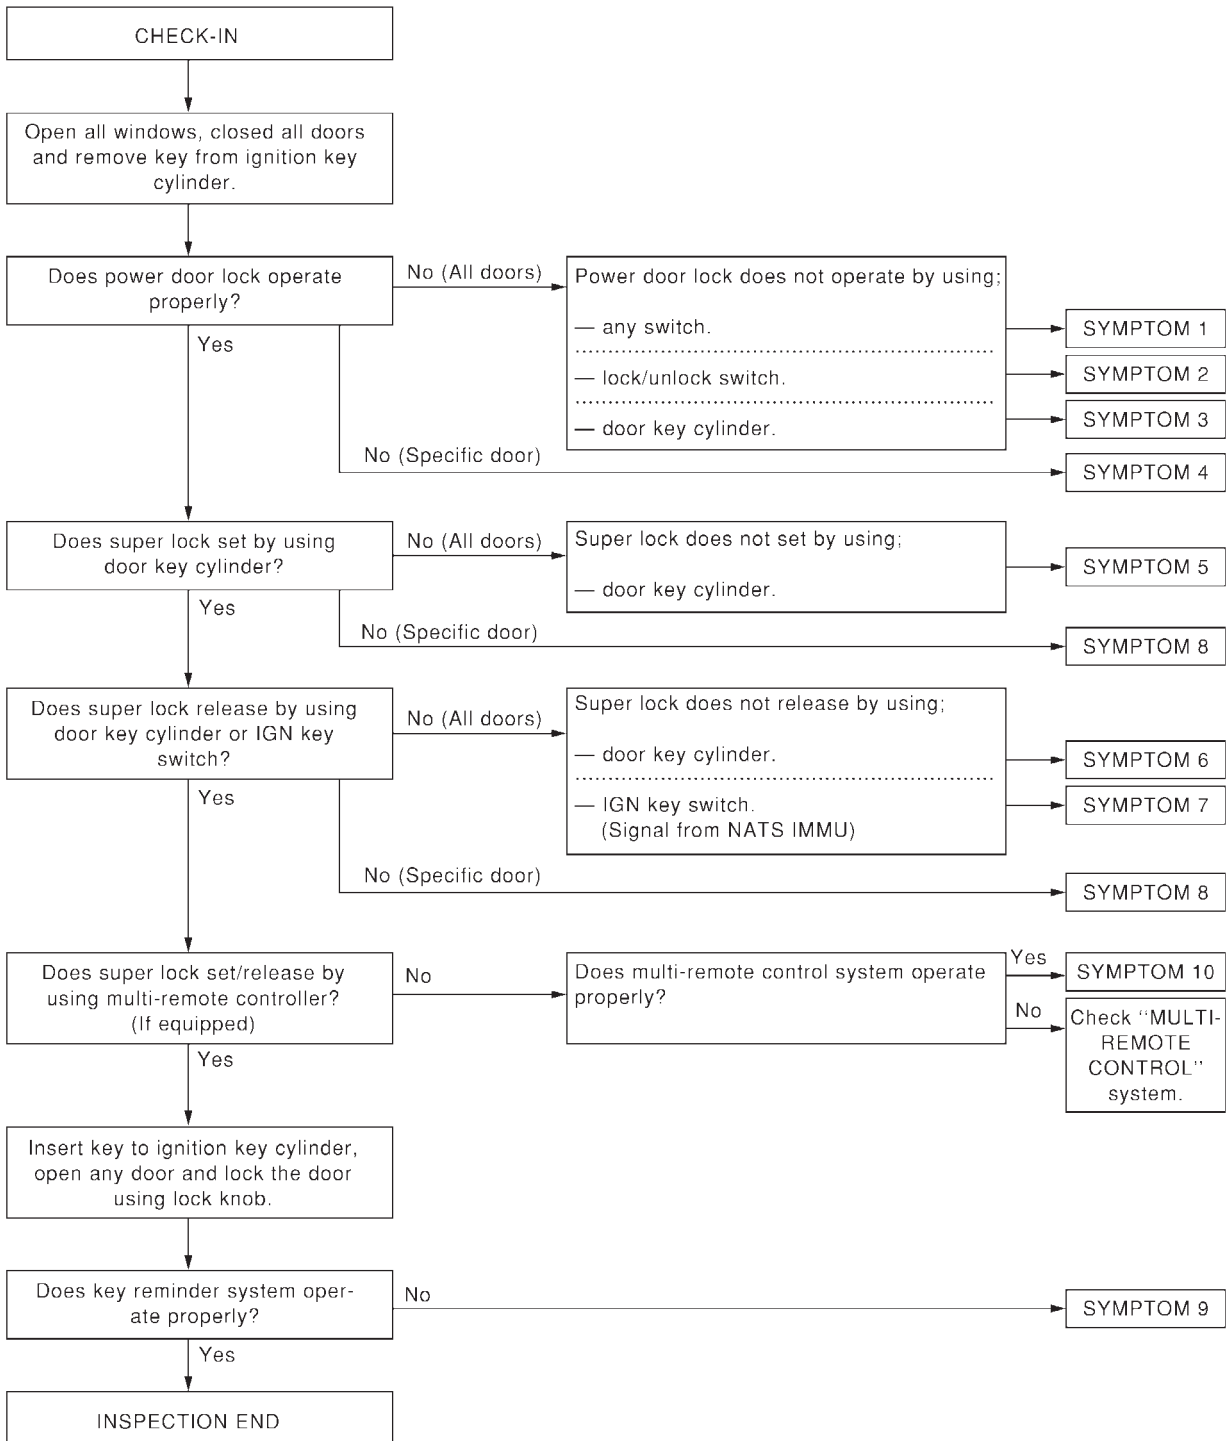 CHECK-IN
Open all windows, closed all doors
and remove key from ignition key
cylinder.
Does power door lock operate
properly?
No (All doors)
Power door lock does not operate by using;
— any switch.
SYMPTOM 1
— lock/unlock switch.
SYMPTOM 2
— door key cylinder.
SYMPTOM 3
Yes
No (Specific door)
SYMPTOM 4
Does super lock set by using
door key cylinder?
No (All doors)
Super lock does not set by using;
— door key cylinder.
SYMPTOM 5
Yes
No (Specific door)
SYMPTOM 8
Does super lock release by using
door key cylinder or IGN key
switch?
No (All doors)
Super lock does not release by using;
— door key cylinder.
SYMPTOM 6
— IGN key switch.
(Signal from NATS IMMU)
SYMPTOM 7
Yes
No (Specific door)
SYMPTOM 8
Does super lock set/release by
using multi-remote controller?
(If equipped)
No
Does multi-remote control system operate
properly?
Yes
SYMPTOM 10
No
Check “MULTI-
REMOTE
CONTROL”
system.
Yes
Insert key to ignition key cylinder,
open any door and lock the door
using lock knob.
Does key reminder system oper-
ate properly?
No
SYMPTOM 9
Yes
INSPECTION END